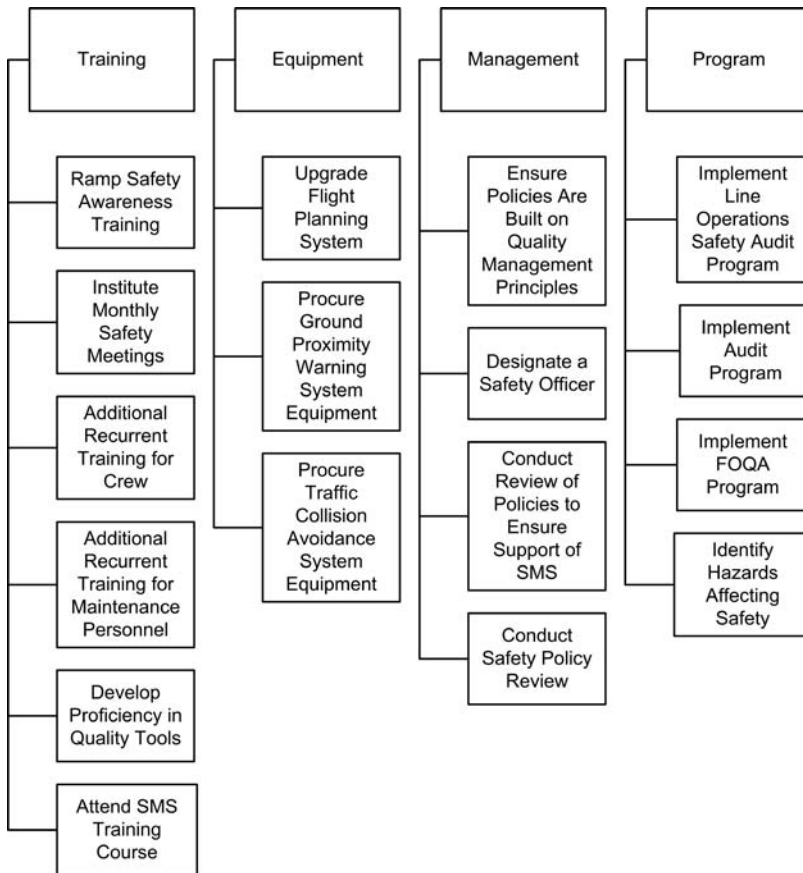 Training
Ramp Safety
Awareness
Training
Institute
Monthly
Safety
Meetings
Additional
Recurrent
Training for
Crew
Additional
Recurrent
Training for
Maintenance
Personnel
Develop
Proficiency in
Quality Tools
Attend SMS
Training
Course
Equipment
Upgrade
Flight
Planning
System
Procure
Ground
Proximity
Warning
System
Equipment
Procure
Traffic
Collision
Avoidance
System
Equipment
Management
Ensure
Policies Are
Built on
Quality
Management
Principles
Designate a
Safety Officer
Conduct
Review of
Policies to
Ensure
Support of
SMS
Conduct
Safety Policy
Review
Program
Implement
Line
Operations
Safety Audit
Program
Implement
Audit
Program
Implement
FOQA
Program
Identify
Hazards
Affecting
Safety